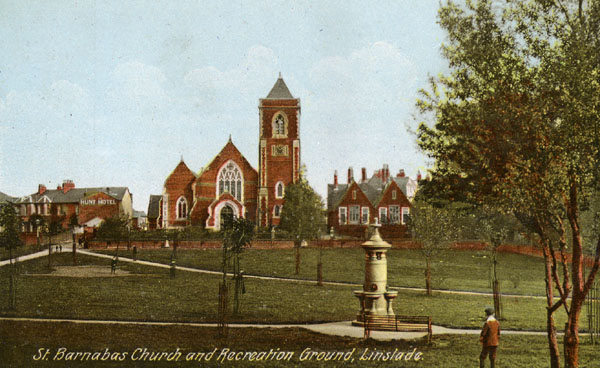 HUNT HOTEL
St. Barnabas Church and Recreation Ground, Linslade.